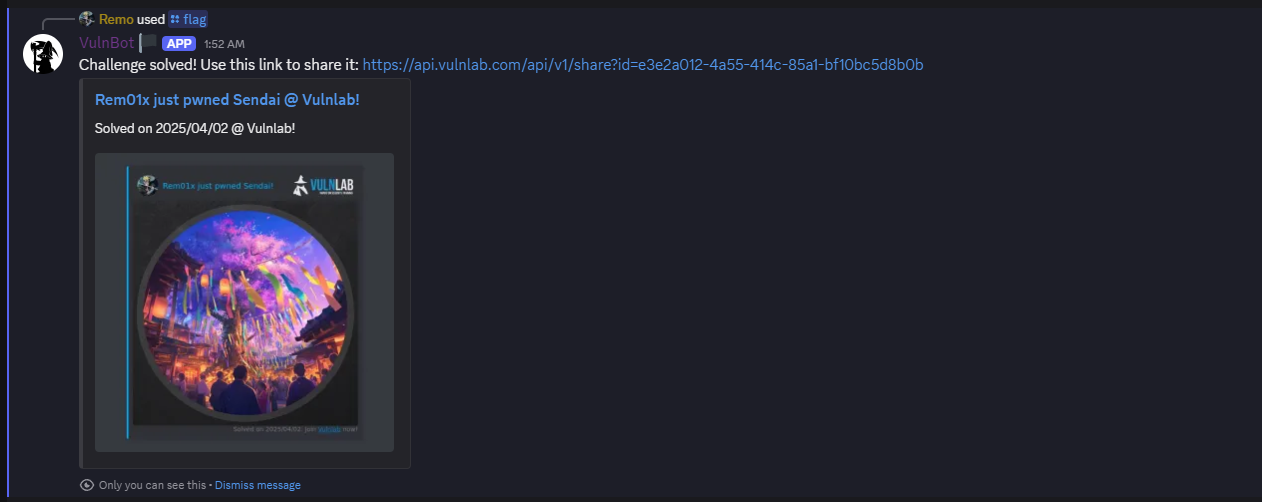 Remo used flag
VulnBot APP 1:52 AM
Challenge solved! Use this link to share it: https://api.vulnlab.com/api/v1/share?id=e3e2a012-4a55-414c-85a1-bf10bc5d8b0b
Rem01x just pwned Sendai @ Vulnlab!
Solved on 2025/04/02 @ Vulnlab!
Rem01x just pwned Sendai!
VULNLAB
Solved on 2025/04/02. Join Vulnlab now!
Only you can see this • Dismiss message